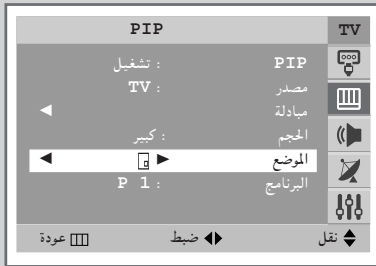 PIP TV
PIP : تشغيل
مصدر : TV
مبادلة
الحجم : كبير
الموضع
البرنامج : P 1
نقل ضبط عودة